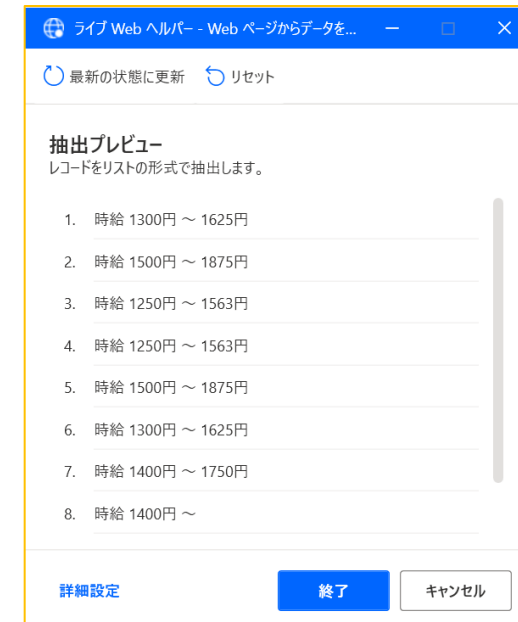 ライブ Web ヘルパー - Web ページからデータを...
最新の状態に更新 リセット
抽出プレビュー
レコードをリストの形式で抽出します。
1. 時給 1300円 ～ 1625円
2. 時給 1500円 ～ 1875円
3. 時給 1250円 ～ 1563円
4. 時給 1250円 ～ 1563円
5. 時給 1500円 ～ 1875円
6. 時給 1300円 ～ 1625円
7. 時給 1400円 ～ 1750円
8. 時給 1400円 ～
詳細設定 終了 キャンセル